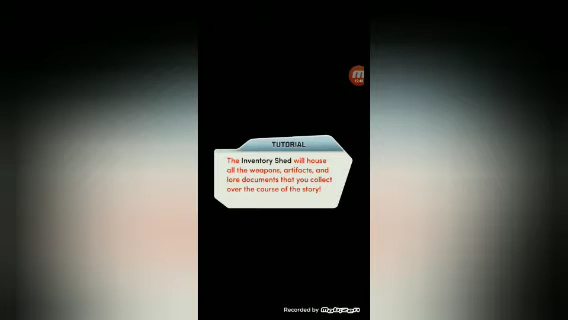 TUTORIAL
The Inventory Shed will house
all the weapons, artifacts, and
lore documents that you collect
over the course of the story!
Recorded by Mobizen